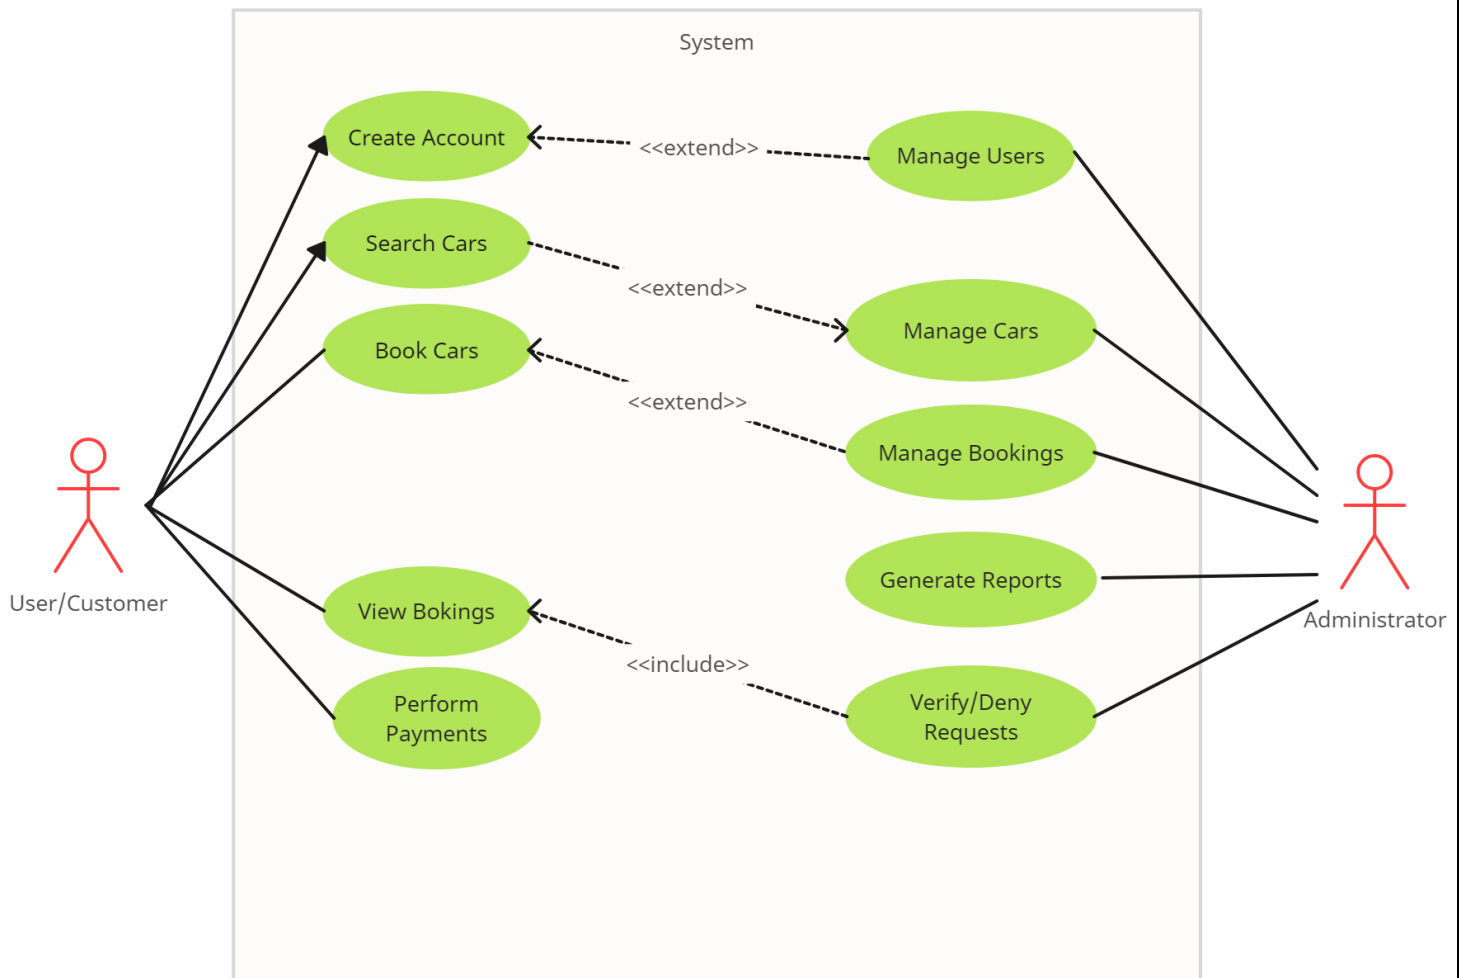 System
Create Account
<<extend>>
Manage Users
Search Cars
<<extend>>
Manage Cars
Book Cars
<<extend>>
Manage Bookings
Generate Reports
User/Customer
View Bokings
Administrator
<<include>>
Perform
Payments
Verify/Deny
Requests